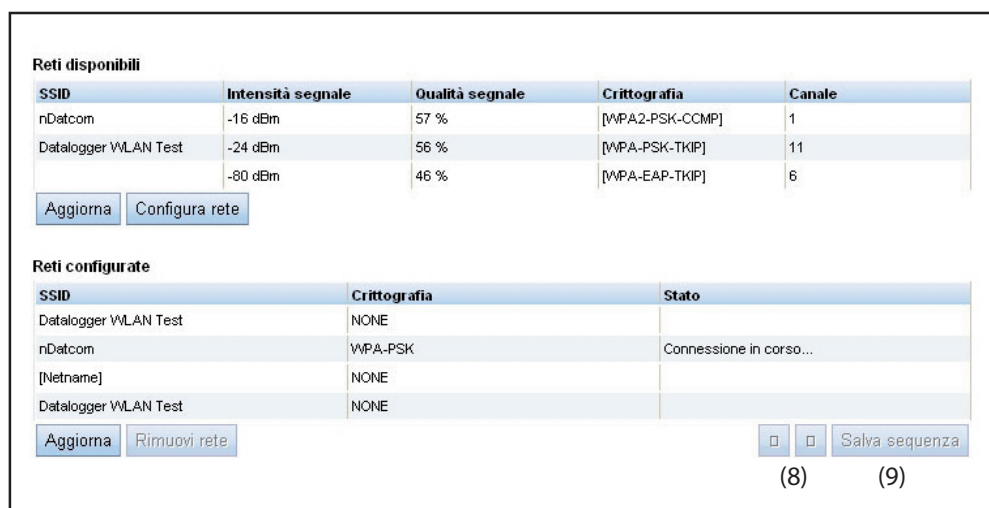 Reti disponibili
SSID Intensità segnale Qualità segnale Crittografia Canale
nDatcom -16 dBm 57 % [WPA2-PSK-CCMP] 1
Datalogger WLAN Test -24 dBm 56 % [WPA-PSK-TKIP] 11
-80 dBm 46 % [WPA-EAP-TKIP] 6
Aggiorna Configura rete
Reti configurate
SSID Crittografia Stato
Datalogger WLAN Test NONE
nDatcom WPA-PSK Connessione in corso...
[Netname] NONE
Datalogger WLAN Test NONE
Aggiorna Rimuovi rete Salva sequenza
(8) (9)